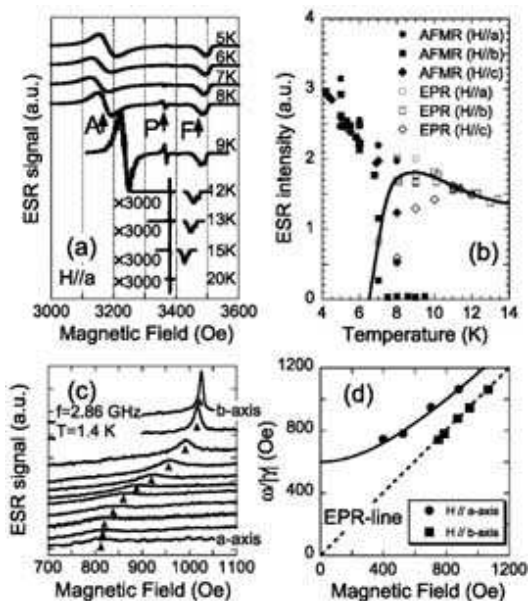 (a)
5K
6K
7K
8K
A
P
F
9K
×3000
12K
×3000
13K
×3000
15K
×3000
20K
H//a
ESR signal (a.u.)
3000 3200 3400 3600
Magnetic Field (Oe)
AFMR (H//a)
AFMR (H//b)
AFMR (H//c)
EPR (H//a)
EPR (H//b)
EPR (H//c)
(b)
ESR intensity (a.u.)
4
3
2
1
0
4 6 8 10 12 14
Temperature (K)
(c)
f=2.86 GHz
T=1.4 K
b-axis
a-axis
ESR signal (a.u.)
700 800 900 1000 1100
Magnetic Field (Oe)
(d)
1200
800
400
0
ω/|γ| (Oe)
EPR-line
H // a-axis
H // b-axis
0 400 800 1200
Magnetic Field (Oe)